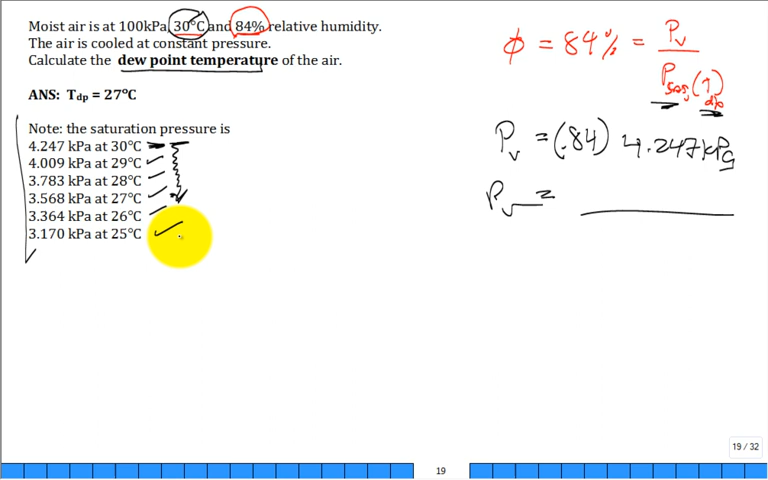 Moist air is at 100kPa, 30°C and 84% relative humidity.
The air is cooled at constant pressure.
Calculate the dew point temperature of the air.
ANS: Tdp = 27°C
Note: the saturation pressure is
4.247 kPa at 30°C
4.009 kPa at 29°C
3.783 kPa at 28°C
3.568 kPa at 27°C
3.364 kPa at 26°C
3.170 kPa at 25°C
ϕ = 84% = Pv
Psat(T)
Pv = (.84) 4.247 kPa
Pv =
19 / 32
19